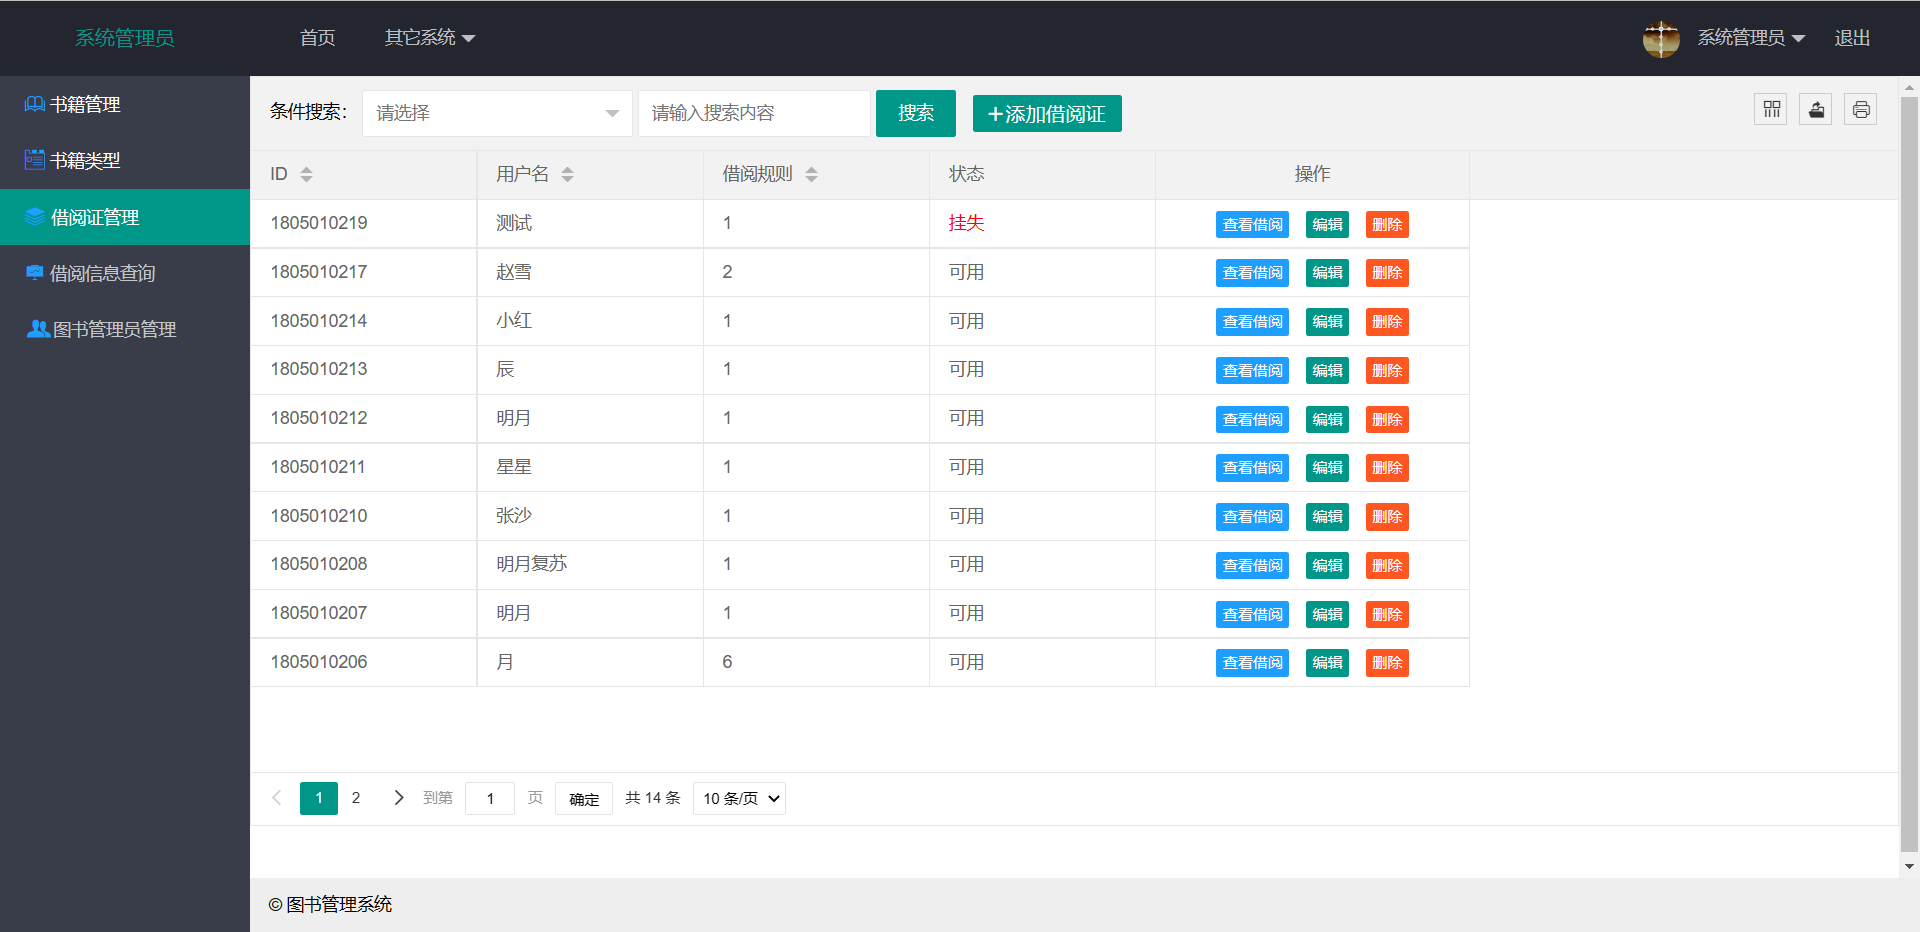 系统管理员 首页 其它系统 系统管理员 退出
书籍管理
书籍类型
借阅证管理
借阅信息查询
图书管理员管理
条件搜索： 请选择 请输入搜索内容 搜索 +添加借阅证
ID 用户名 借阅规则 状态 操作
1805010219 测试 1 挂失 查看借阅 编辑 删除
1805010217 赵雪 2 可用 查看借阅 编辑 删除
1805010214 小红 1 可用 查看借阅 编辑 删除
1805010213 辰 1 可用 查看借阅 编辑 删除
1805010212 明月 1 可用 查看借阅 编辑 删除
1805010211 星星 1 可用 查看借阅 编辑 删除
1805010210 张沙 1 可用 查看借阅 编辑 删除
1805010208 明月复苏 1 可用 查看借阅 编辑 删除
1805010207 明月 1 可用 查看借阅 编辑 删除
1805010206 月 6 可用 查看借阅 编辑 删除
1 2 到第 1 页 确定 共 14 条 10 条/页
© 图书管理系统